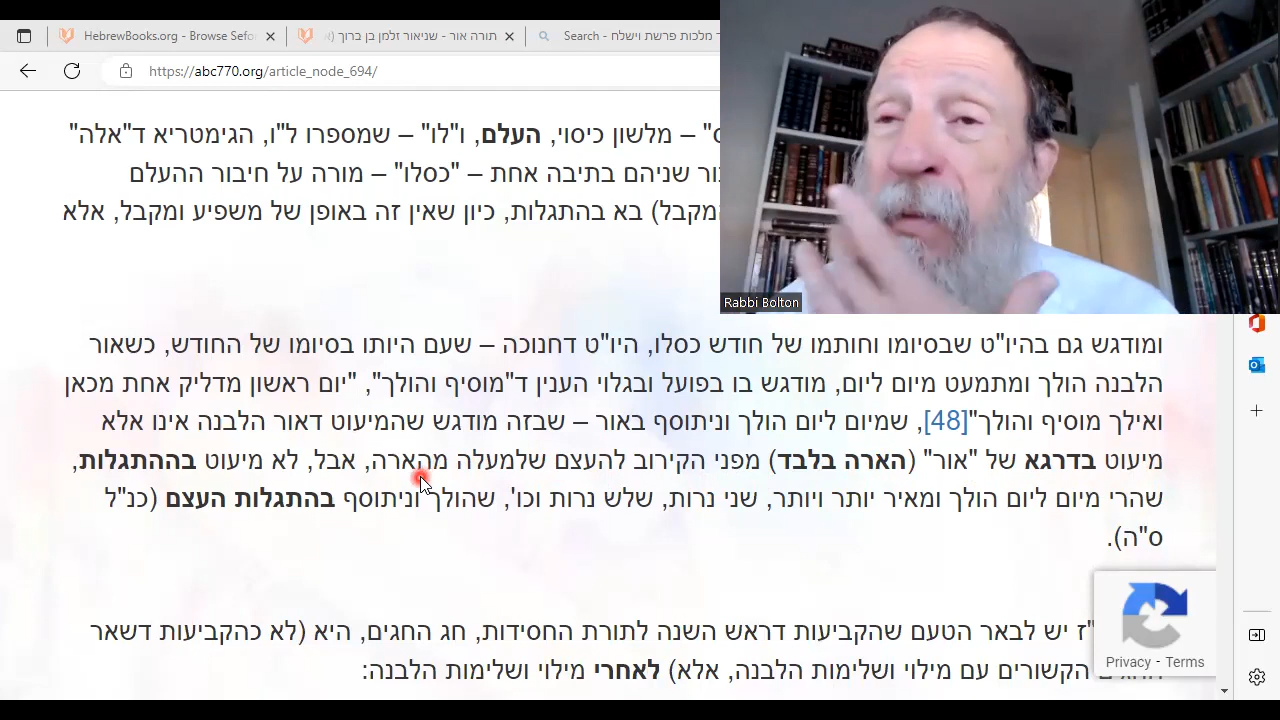 HebrewBooks.org - Browse Sefo
תורה אור - שניאור זלמן בן ברוך (א
Search - מלכות פרשת וישלח
https://abc770.org/article_node_694/
ס" – מלשון כיסוי, העלם, ו"לו" – שמספרו ל"ו, הגימטריא ד"אלה"
שניהם בתיבה אחת – "כסלו" – מורה על חיבור ההעלם
בא בהתגלות, כיון שאין זה באופן של משפיע ומקבל, אלא
Rabbi Bolton
ומודגש גם בהיו"ט שבסיומו וחותמו של חודש כסלו, היו"ט דחנוכה – שעם היותו בסיומו של החודש, כשאור
הלבנה הולך ומתמעט מיום ליום, מודגש בו בפועל ובגלוי הענין ד"מוסיף והולך", "יום ראשון מדליק אחת מכאן
ואילך מוסיף והולך"[48], שמיום ליום הולך וניתוסף באור – שבזה מודגש שהמיעוט דאור הלבנה אינו אלא
מיעוט בדרגא של "אור" (הארה בלבד) מפני הקירוב להעצם שלמעלה מהארה, אבל, לא מיעוט בההתגלות,
שהרי מיום ליום הולך ומאיר יותר ויותר, שני נרות, שלש נרות וכו', שהולך וניתוסף בהתגלות העצם (כנ"ל
ס"ה).
"ז יש לבאר הטעם שהקביעות דראש השנה לתורת החסידות, חג החגים, היא (לא כהקביעות דשאר
הקשורים עם מילוי ושלימות הלבנה, אלא) לאחרי מילוי ושלימות הלבנה:
Privacy - Terms